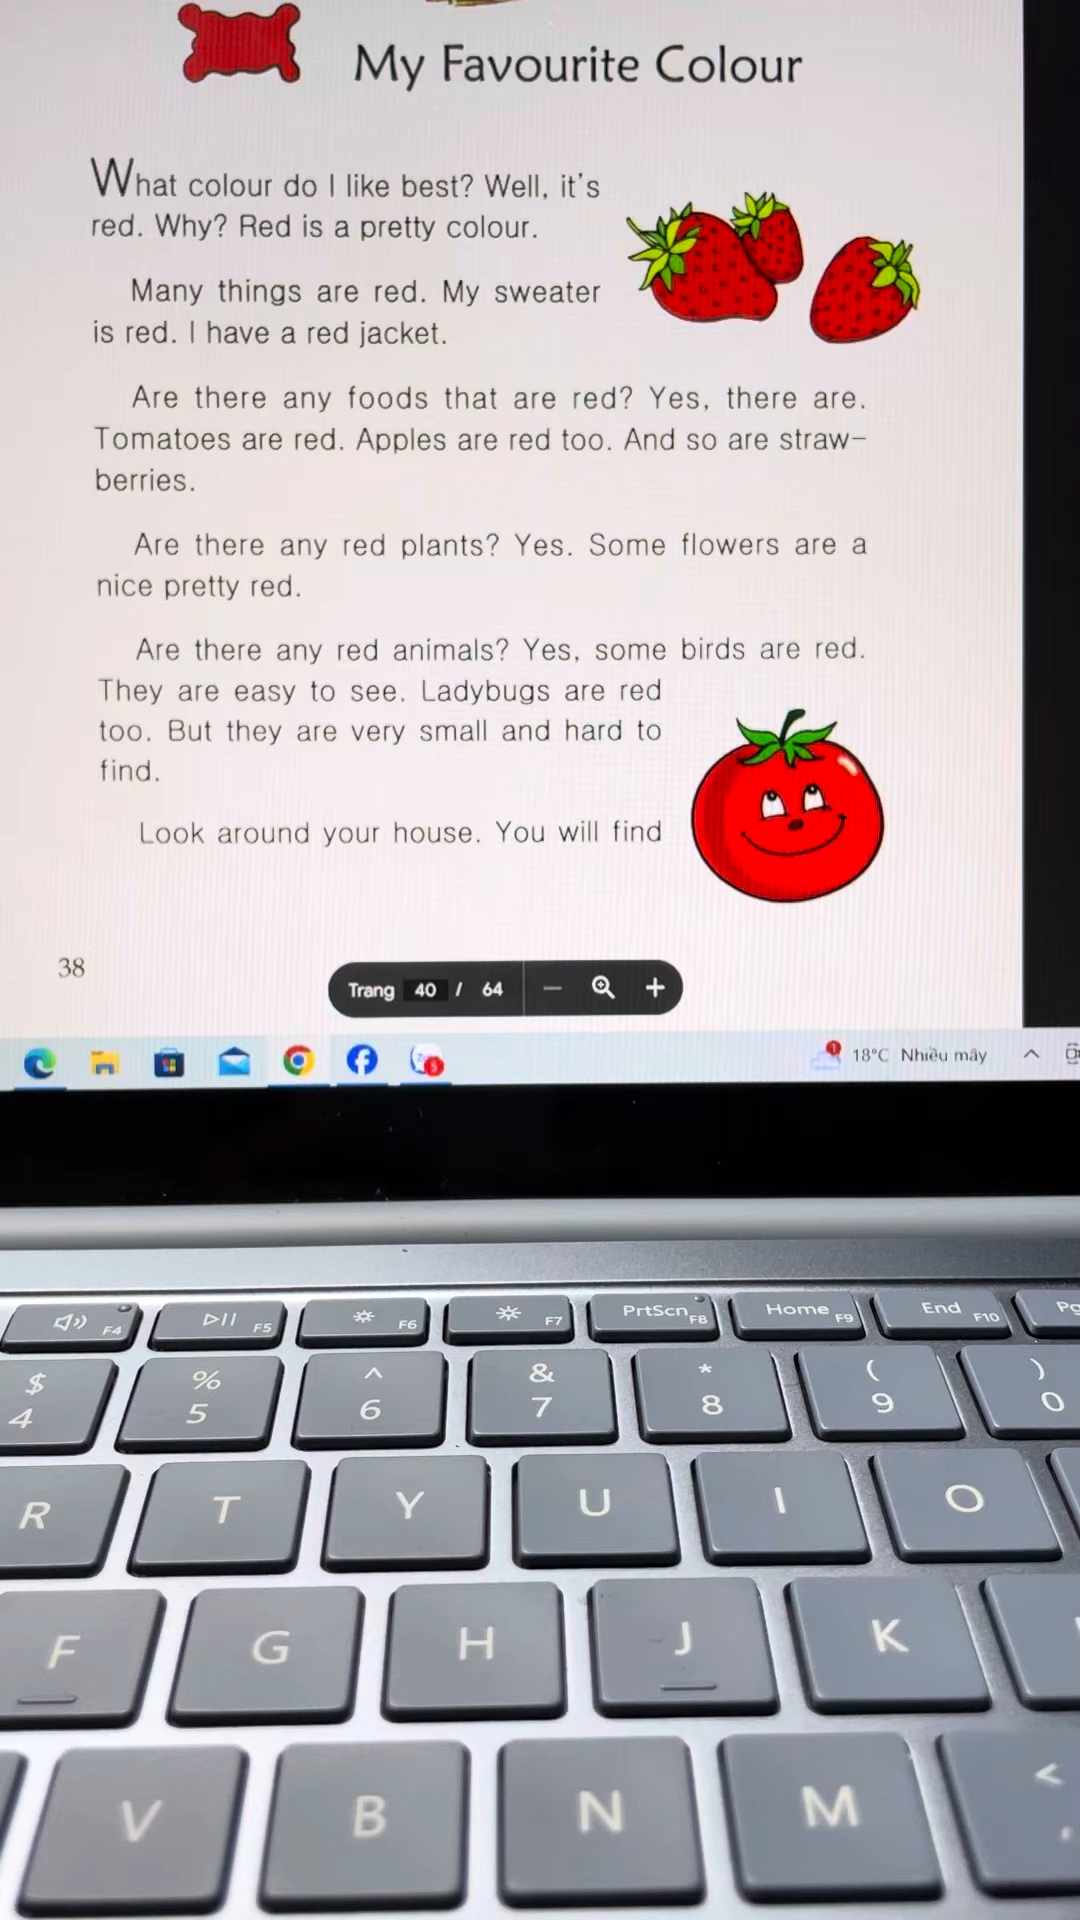 My Favourite Colour
What colour do I like best? Well, it's
red. Why? Red is a pretty colour.
Many things are red. My sweater
is red. I have a red jacket.
Are there any foods that are red? Yes, there are.
Tomatoes are red. Apples are red too. And so are straw-
berries.
Are there any red plants? Yes. Some flowers are a
nice pretty red.
Are there any red animals? Yes, some birds are red.
They are easy to see. Ladybugs are red
too. But they are very small and hard to
find.
Look around your house. You will find
38
Trang 40 / 64
18°C Nhiều mây
F4 F5 F6 F7 PrtScn F8 Home F9 End F10
$ % ^ & * ( )
4 5 6 7 8 9 0
R T Y U I O
F G H J K
V B N M <
,